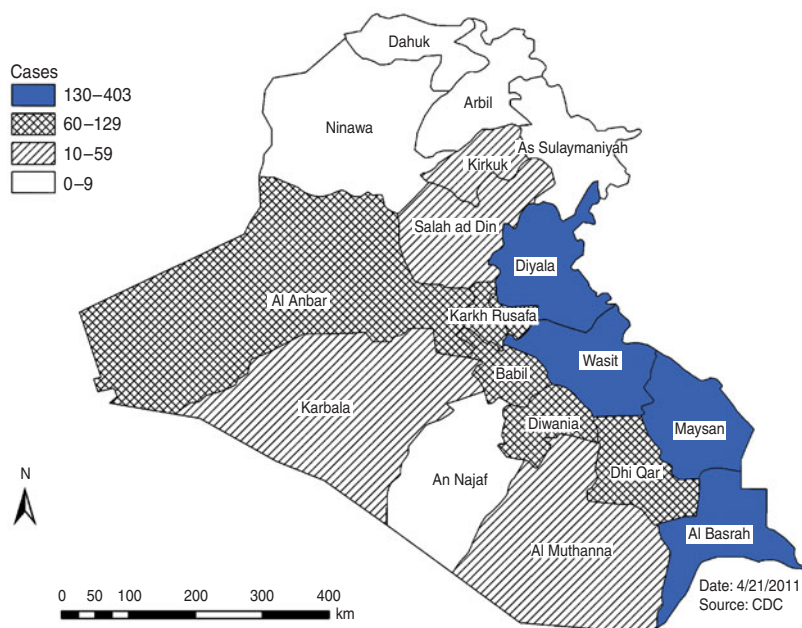 Cases
130–403
60–129
10–59
0–9
Dahuk
Arbil
Ninawa
As Sulaymaniyah
Kirkuk
Salah ad Din
Diyala
Al Anbar
Karkh Rusafa
Wasit
Babil
Karbala
Diwania
Maysan
An Najaf
Dhi Qar
Al Basrah
Al Muthanna
N
0 50 100 200 300 400
km
Date: 4/21/2011
Source: CDC